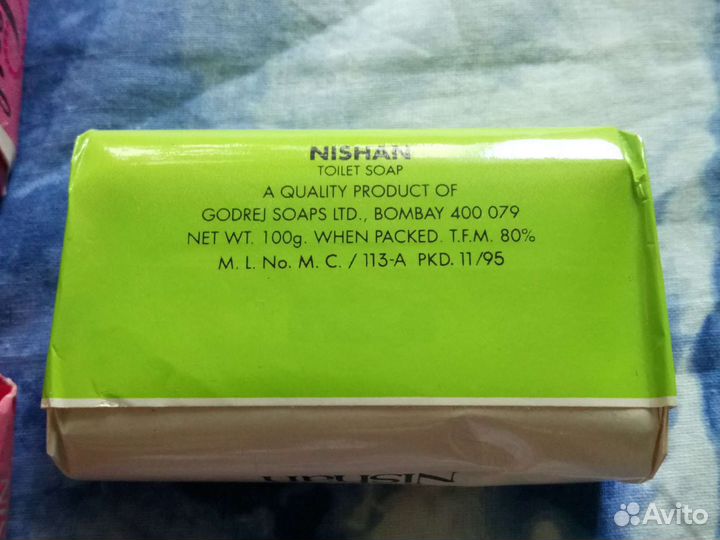 NISHAN
TOILET SOAP
A QUALITY PRODUCT OF
GODREJ SOAPS LTD., BOMBAY 400 079
NET WT. 100g. WHEN PACKED. T.F.M. 80%
M. L. No. M. C. / 113-A PKD. 11/95
Nishan
Avito